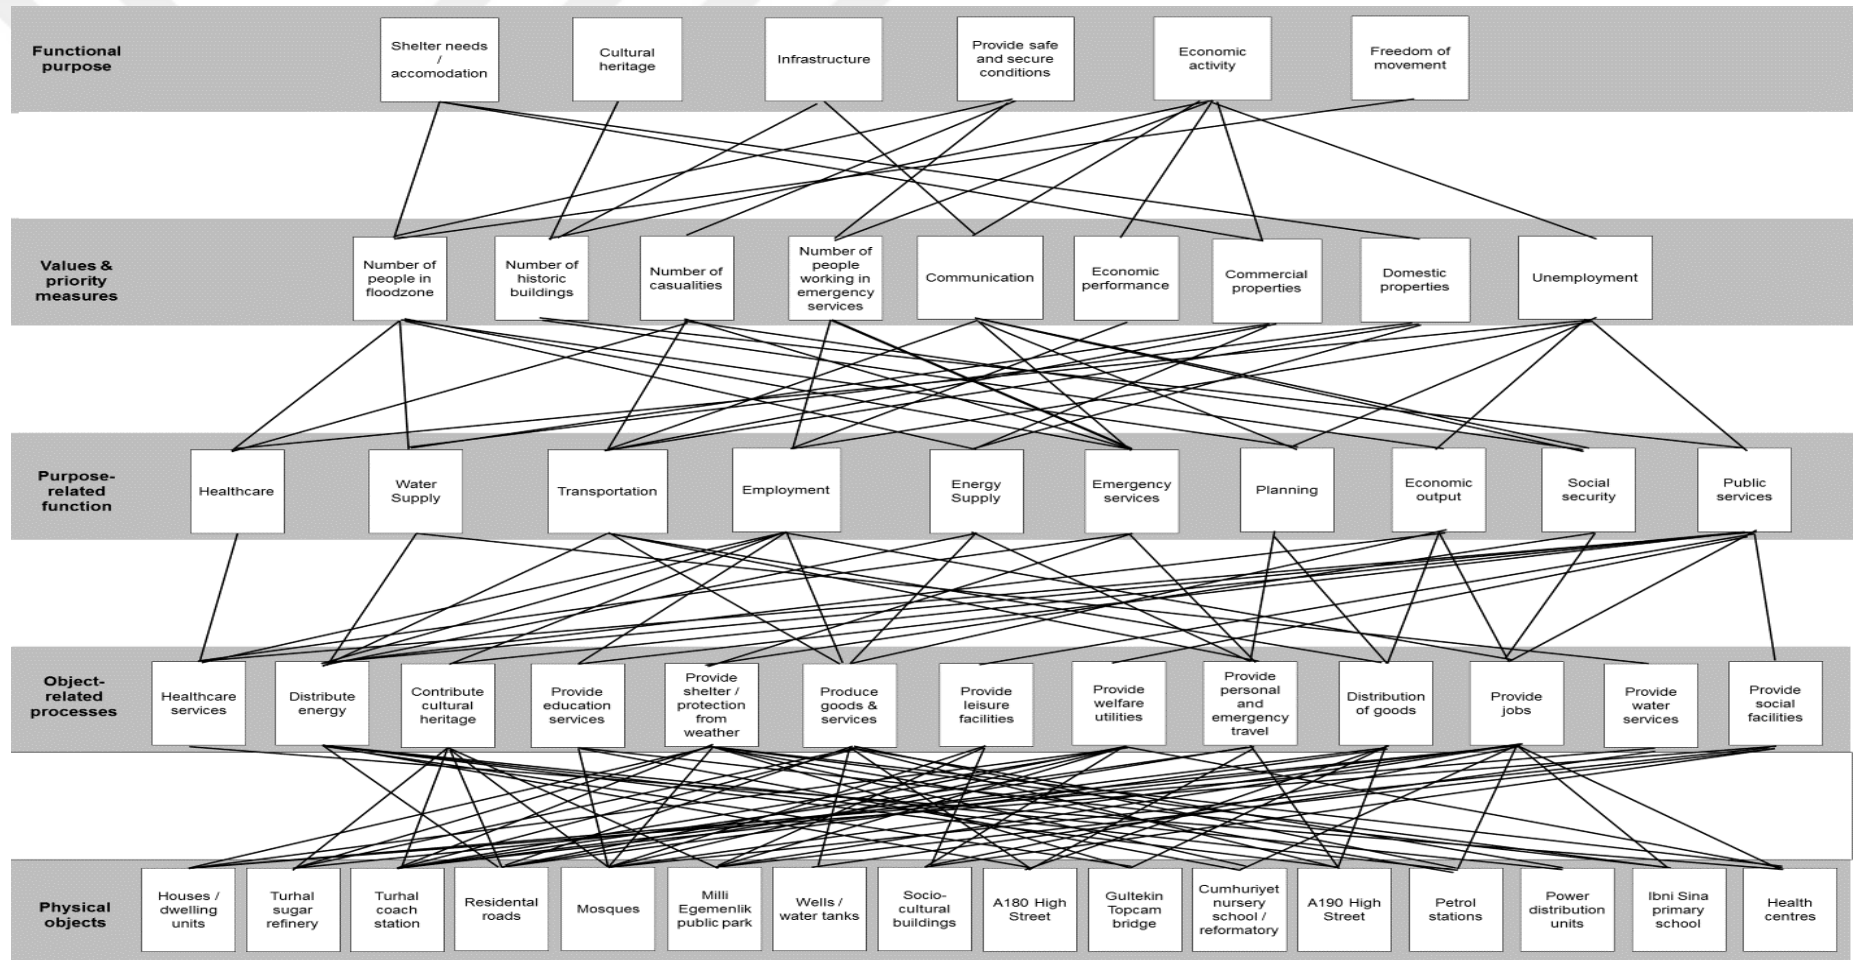 Functional
purpose
Shelter needs
/
accomodation
Cultural
heritage
Infrastructure
Provide safe
and secure
conditions
Economic
activity
Freedom of
movement
Values &
priority
measures
Number of
people in
floodzone
Number of
historic
buildings
Number of
casualities
Number of
people
working in
emergency
services
Communication
Economic
performance
Commercial
properties
Domestic
properties
Unemployment
Purpose-
related
function
Healthcare
Water
Supply
Transportation
Employment
Energy
Supply
Emergency
services
Planning
Economic
output
Social
security
Public
services
Object-
related
processes
Healthcare
services
Distribute
energy
Contribute
cultural
heritage
Provide
education
services
Provide
shelter /
protection
from
weather
Produce
goods &
services
Provide
leisure
facilities
Provide
welfare
utilities
Provide
personal
and
emergency
travel
Distribution
of goods
Provide
jobs
Provide
water
services
Provide
social
facilities
Physical
objects
Houses /
dwelling
units
Turhal
sugar
refinery
Turhal
coach
station
Residential
roads
Mosques
Milli
Egemenlik
public park
Wells /
water tanks
Socio-
cultural
buildings
A180 High
Street
Gultekin
Topcam
bridge
Cumhuriyet
nursery
school /
reformatory
A190 High
Street
Petrol
stations
Power
distribution
units
Ibni Sina
primary
school
Health
centres